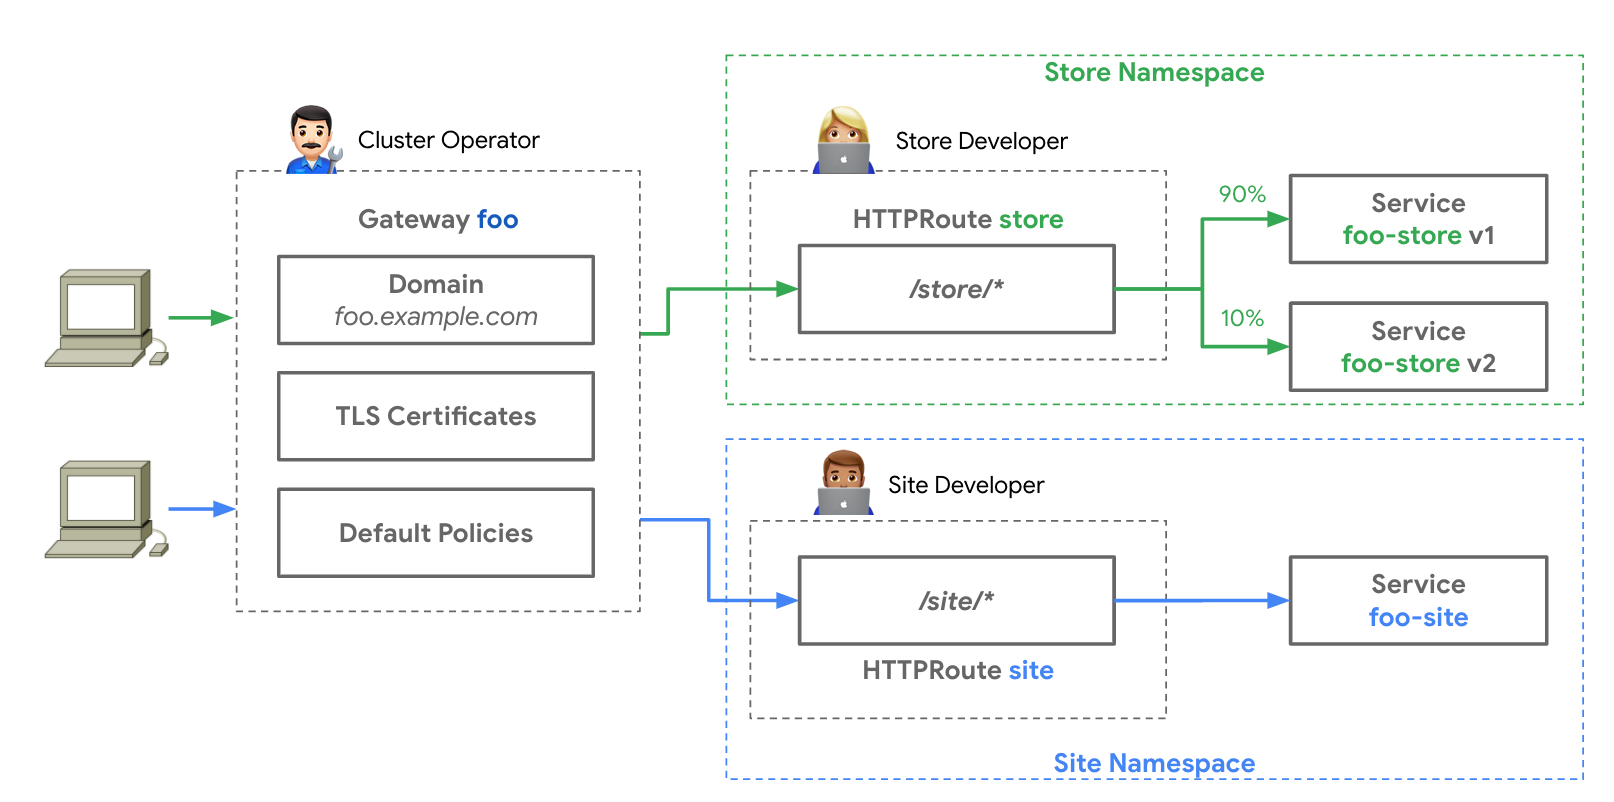 Store Namespace
Cluster Operator
Store Developer
Gateway foo
Domain
foo.example.com
TLS Certificates
Default Policies
HTTPRoute store
/store/*
90%
Service
foo-store v1
10%
Service
foo-store v2
Site Developer
/site/*
HTTPRoute site
Service
foo-site
Site Namespace